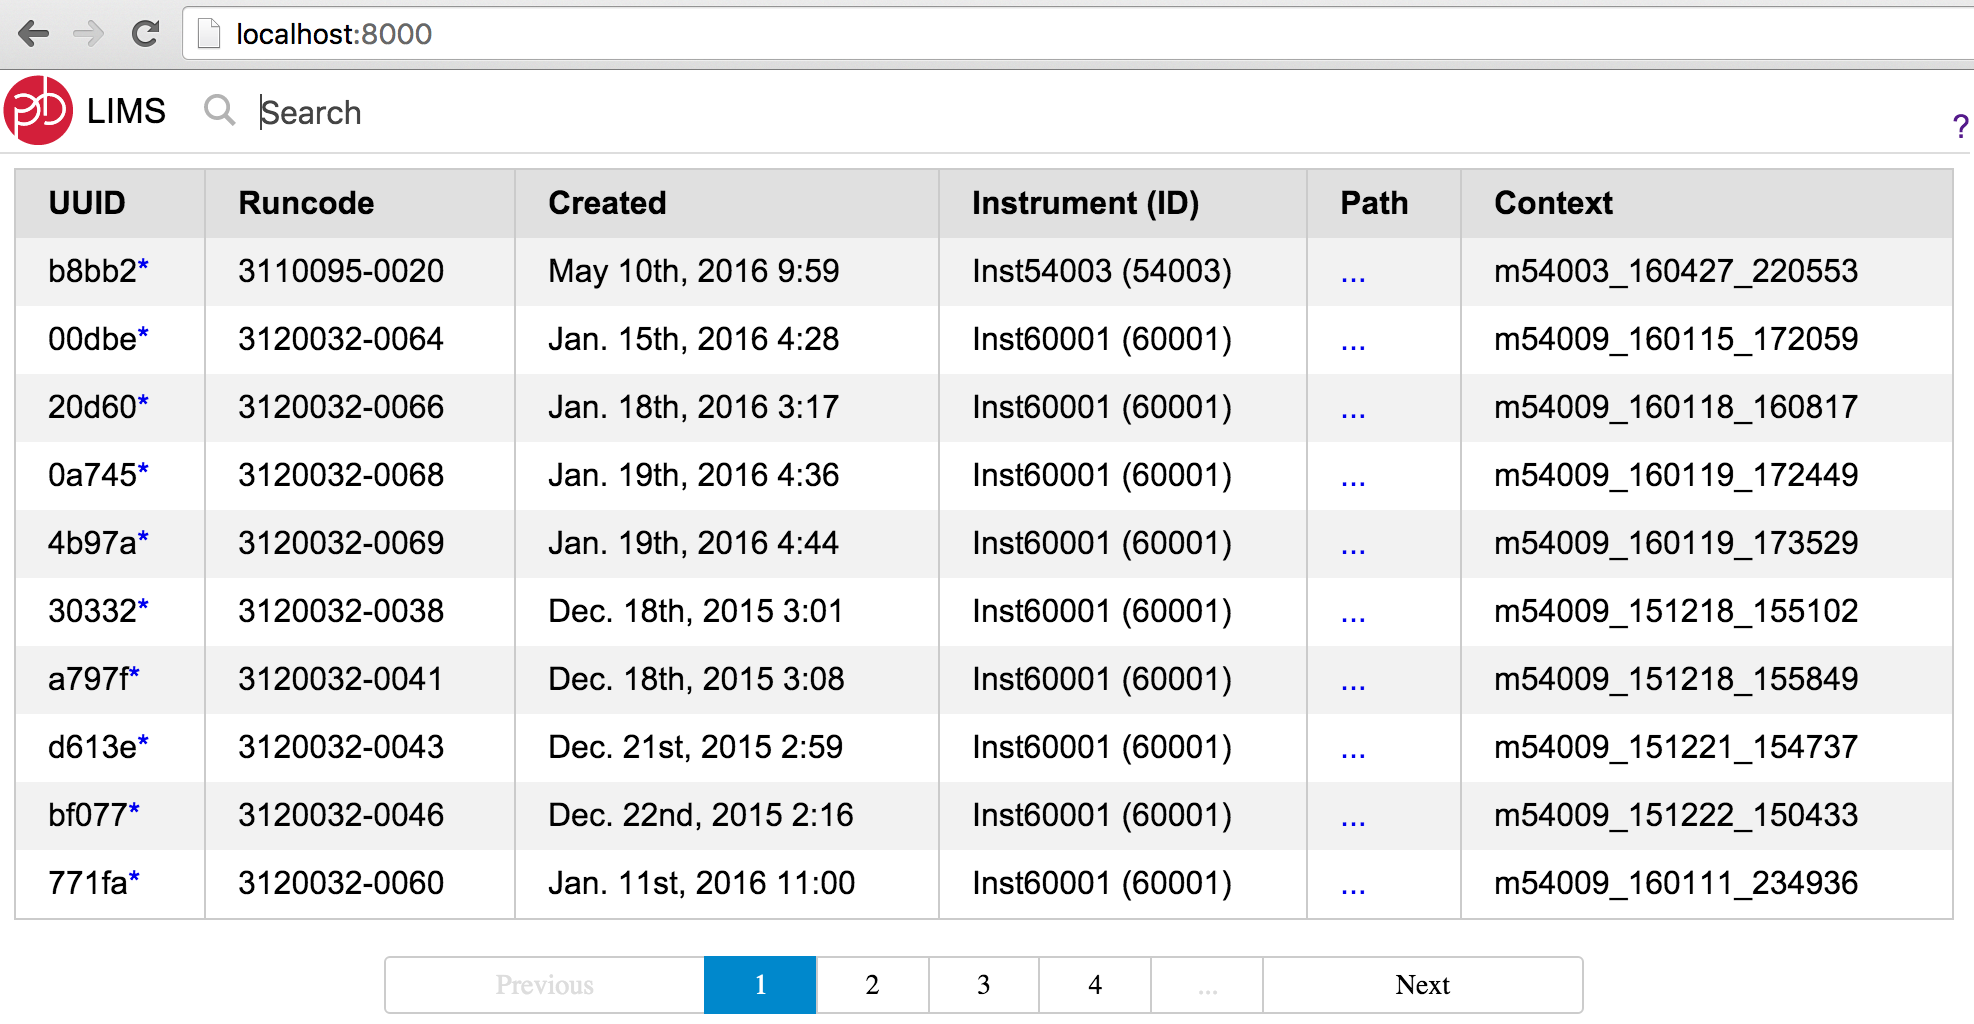 localhost:8000
pb LIMS Search ?
UUID Runcode Created Instrument (ID) Path Context
b8bb2* 3110095-0020 May 10th, 2016 9:59 Inst54003 (54003) ... m54003_160427_220553
00dbe* 3120032-0064 Jan. 15th, 2016 4:28 Inst60001 (60001) ... m54009_160115_172059
20d60* 3120032-0066 Jan. 18th, 2016 3:17 Inst60001 (60001) ... m54009_160118_160817
0a745* 3120032-0068 Jan. 19th, 2016 4:36 Inst60001 (60001) ... m54009_160119_172449
4b97a* 3120032-0069 Jan. 19th, 2016 4:44 Inst60001 (60001) ... m54009_160119_173529
30332* 3120032-0038 Dec. 18th, 2015 3:01 Inst60001 (60001) ... m54009_151218_155102
a797f* 3120032-0041 Dec. 18th, 2015 3:08 Inst60001 (60001) ... m54009_151218_155849
d613e* 3120032-0043 Dec. 21st, 2015 2:59 Inst60001 (60001) ... m54009_151221_154737
bf077* 3120032-0046 Dec. 22nd, 2015 2:16 Inst60001 (60001) ... m54009_151222_150433
771fa* 3120032-0060 Jan. 11st, 2016 11:00 Inst60001 (60001) ... m54009_160111_234936
Previous 1 2 3 4 ... Next